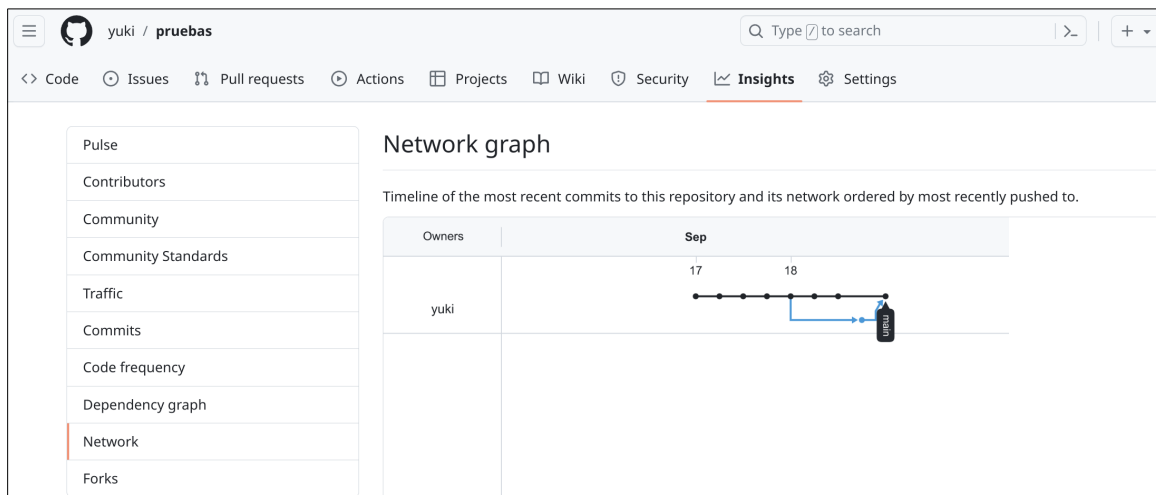 yuki / pruebas
Type / to search
Code Issues Pull requests Actions Projects Wiki Security Insights Settings
Pulse
Contributors
Community
Community Standards
Traffic
Commits
Code frequency
Dependency graph
Network
Forks
Network graph
Timeline of the most recent commits to this repository and its network ordered by most recently pushed to.
Owners Sep
17 18
yuki
main